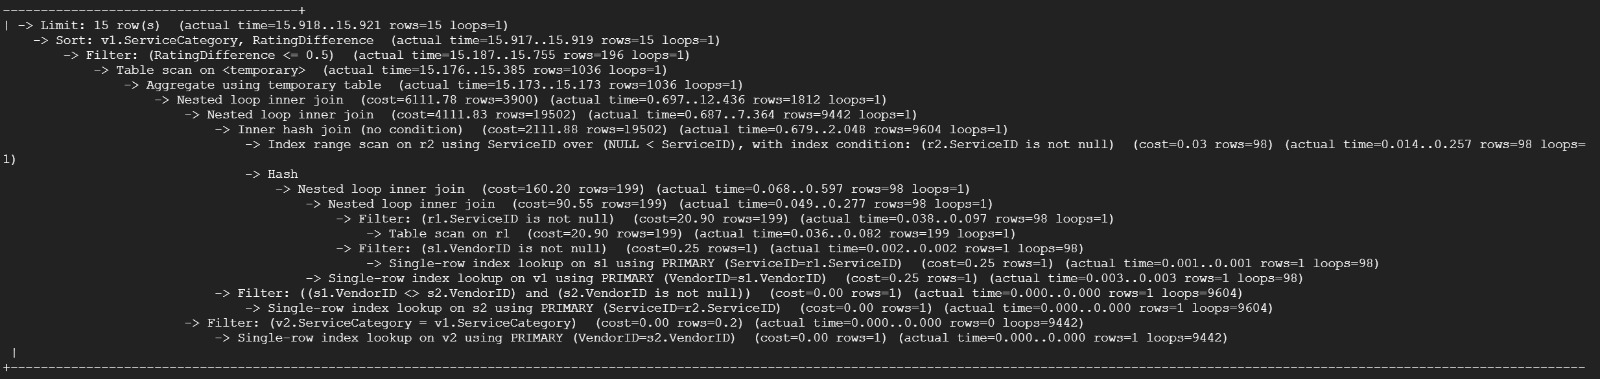 ---------------------------------------+
| -> Limit: 15 row(s)  (actual time=15.918..15.921 rows=15 loops=1)
    -> Sort: v1.ServiceCategory, RatingDifference  (actual time=15.917..15.919 rows=15 loops=1)
        -> Filter: (RatingDifference <= 0.5)  (actual time=15.187..15.755 rows=196 loops=1)
            -> Table scan on <temporary>  (actual time=15.176..15.385 rows=1036 loops=1)
                -> Aggregate using temporary table  (actual time=15.173..15.173 rows=1036 loops=1)
                    -> Nested loop inner join  (cost=6111.78 rows=3900) (actual time=0.697..12.436 rows=1812 loops=1)
                        -> Nested loop inner join  (cost=4111.83 rows=19502) (actual time=0.687..7.364 rows=9442 loops=1)
                            -> Inner hash join (no condition)  (cost=2111.88 rows=19502) (actual time=0.679..2.048 rows=9604 loops=1)
                                -> Index range scan on r2 using ServiceID over (NULL < ServiceID), with index condition: (r2.ServiceID is not null)  (cost=0.03 rows=98) (actual time=0.014..0.257 rows=98 loops=
1)
                                -> Hash
                                    -> Nested loop inner join  (cost=160.20 rows=199) (actual time=0.068..0.597 rows=98 loops=1)
                                        -> Nested loop inner join  (cost=90.55 rows=199) (actual time=0.049..0.277 rows=98 loops=1)
                                            -> Filter: (r1.ServiceID is not null)  (cost=20.90 rows=199) (actual time=0.038..0.097 rows=98 loops=1)
                                                -> Table scan on r1  (cost=20.90 rows=199) (actual time=0.036..0.082 rows=199 loops=1)
                                            -> Filter: (s1.VendorID is not null)  (cost=0.25 rows=1) (actual time=0.002..0.002 rows=1 loops=98)
                                                -> Single-row index lookup on s1 using PRIMARY (ServiceID=r1.ServiceID)  (cost=0.25 rows=1) (actual time=0.001..0.001 rows=1 loops=98)
                                        -> Single-row index lookup on v1 using PRIMARY (VendorID=s1.VendorID)  (cost=0.25 rows=1) (actual time=0.003..0.003 rows=1 loops=98)
                            -> Filter: ((s1.VendorID <> s2.VendorID) and (s2.VendorID is not null))  (cost=0.00 rows=1) (actual time=0.000..0.000 rows=1 loops=9604)
                                -> Single-row index lookup on s2 using PRIMARY (ServiceID=r2.ServiceID)  (cost=0.00 rows=1) (actual time=0.000..0.000 rows=1 loops=9604)
                        -> Filter: (v2.ServiceCategory = v1.ServiceCategory)  (cost=0.00 rows=0.2) (actual time=0.000..0.000 rows=0 loops=9442)
                            -> Single-row index lookup on v2 using PRIMARY (VendorID=s2.VendorID)  (cost=0.00 rows=1) (actual time=0.000..0.000 rows=1 loops=9442)
 |
+---------------------------------------------------------------------------------------------------------------------------------------------------------------------------------------------------------------